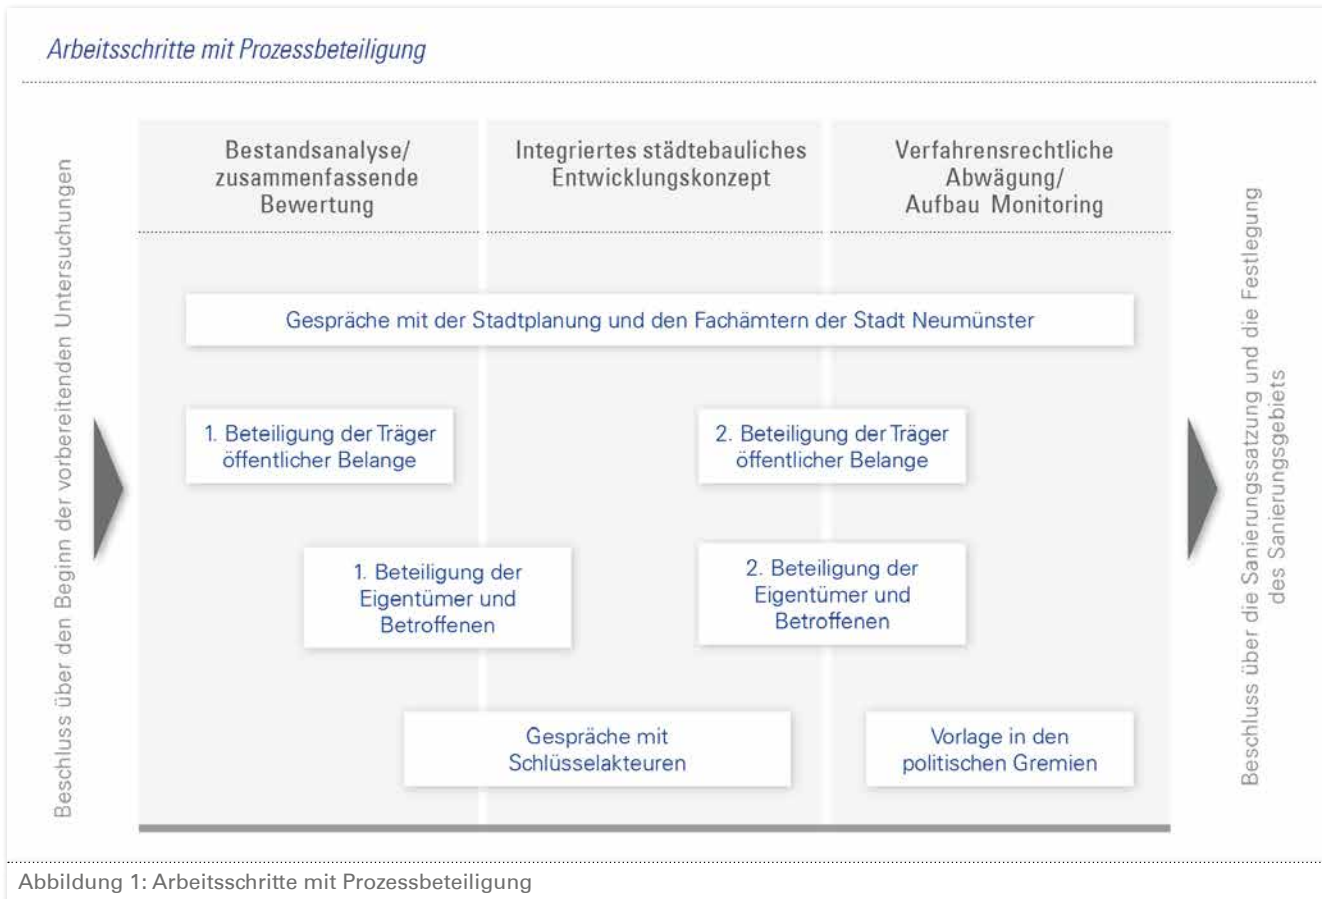 Arbeitsschritte mit Prozessbeteiligung
Beschluss über den Beginn der vorbereitenden Untersuchungen
Bestandsanalyse/
zusammenfassende
Bewertung
Integriertes städtebauliches
Entwicklungskonzept
Verfahrensrechtliche
Abwägung/
Aufbau Monitoring
Gespräche mit der Stadtplanung und den Fachämtern der Stadt Neumünster
1. Beteiligung der Träger
öffentlicher Belange
2. Beteiligung der Träger
öffentlicher Belange
1. Beteiligung der
Eigentümer und
Betroffenen
2. Beteiligung der
Eigentümer und
Betroffenen
Gespräche mit
Schlüsselakteuren
Vorlage in den
politischen Gremien
Beschluss über die Sanierungssatzung und die Festlegung
des Sanierungsgebiets
Abbildung 1: Arbeitsschritte mit Prozessbeteiligung